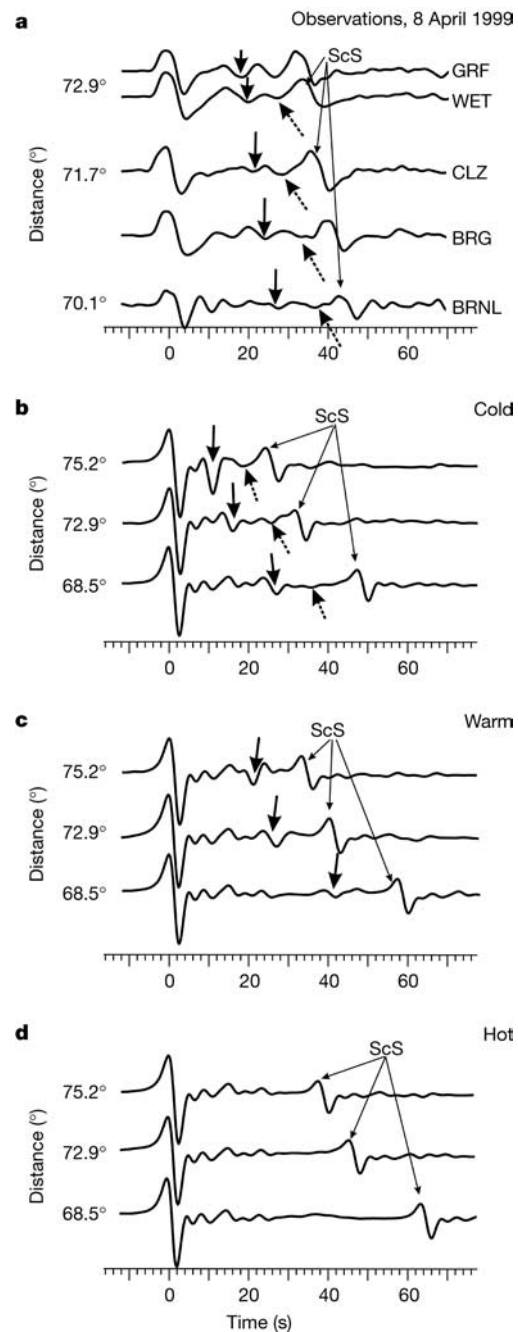 a Observations, 8 April 1999
ScS
GRF
72.9°
WET
71.7°
CLZ
BRG
70.1°
BRNL
Distance (°)
0 20 40 60
b Cold
ScS
75.2°
72.9°
68.5°
Distance (°)
0 20 40 60
c Warm
ScS
75.2°
72.9°
68.5°
Distance (°)
0 20 40 60
d Hot
ScS
75.2°
72.9°
68.5°
Distance (°)
0 20 40 60
Time (s)